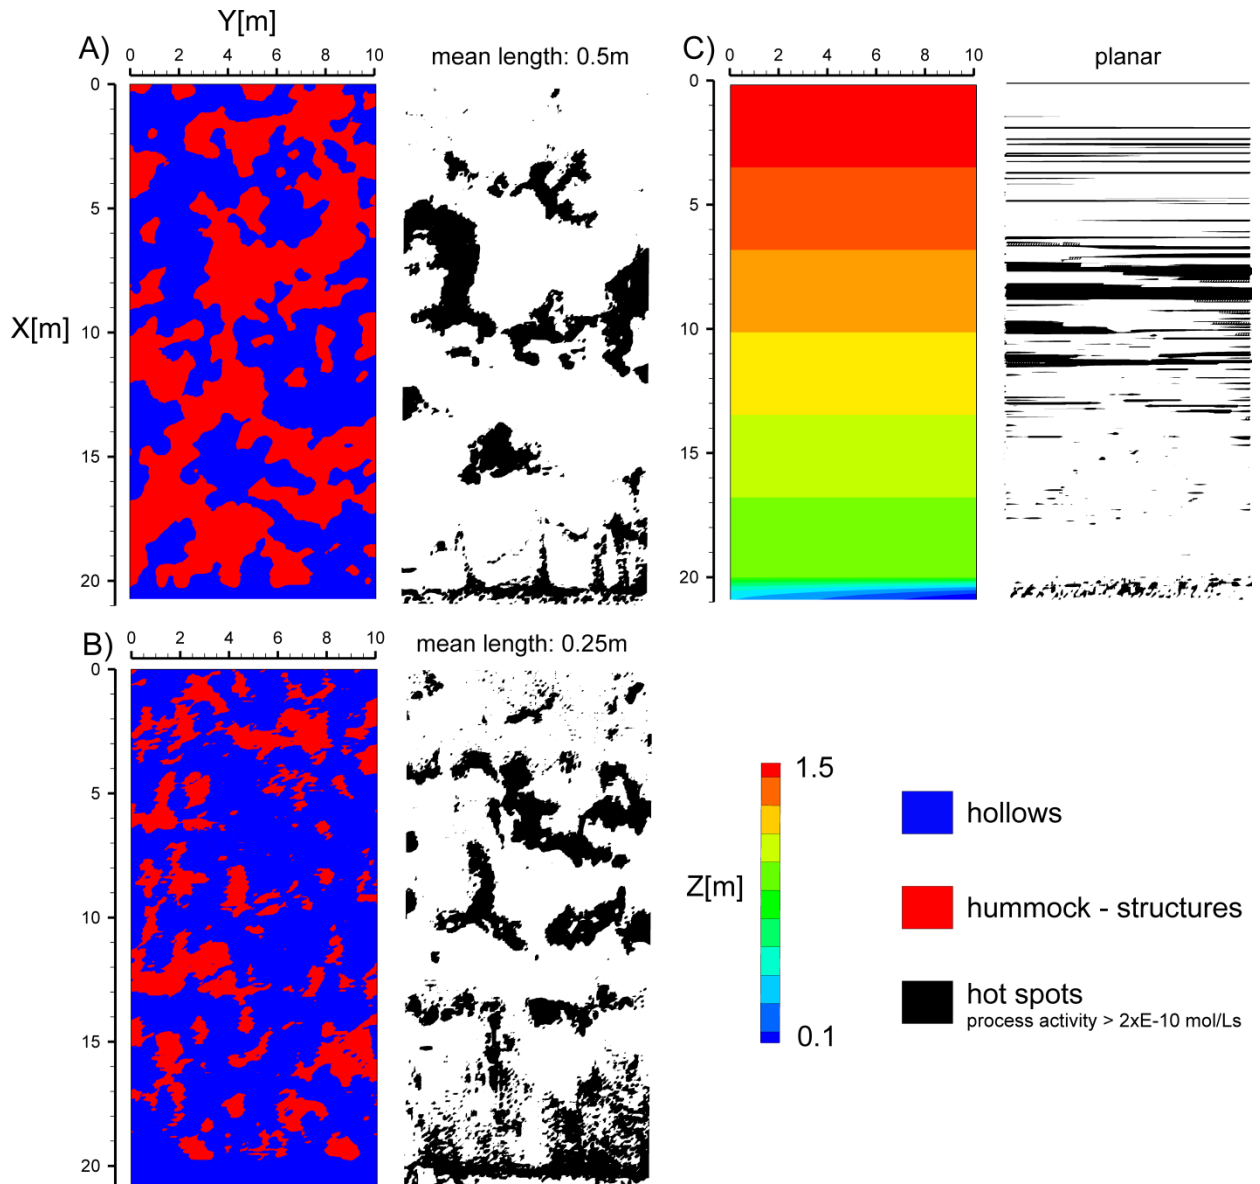 Y[m]
A)
0 2 4 6 8 10
mean length: 0.5m
C)
0 2 4 6 8 10
planar
0
5
X[m]
10
15
20
0
5
10
15
20
B)
0 2 4 6 8 10
mean length: 0.25m
0
5
10
15
20
1.5
Z[m]
0.1
hollows
hummock - structures
hot spots
process activity > 2xE-10 mol/Ls